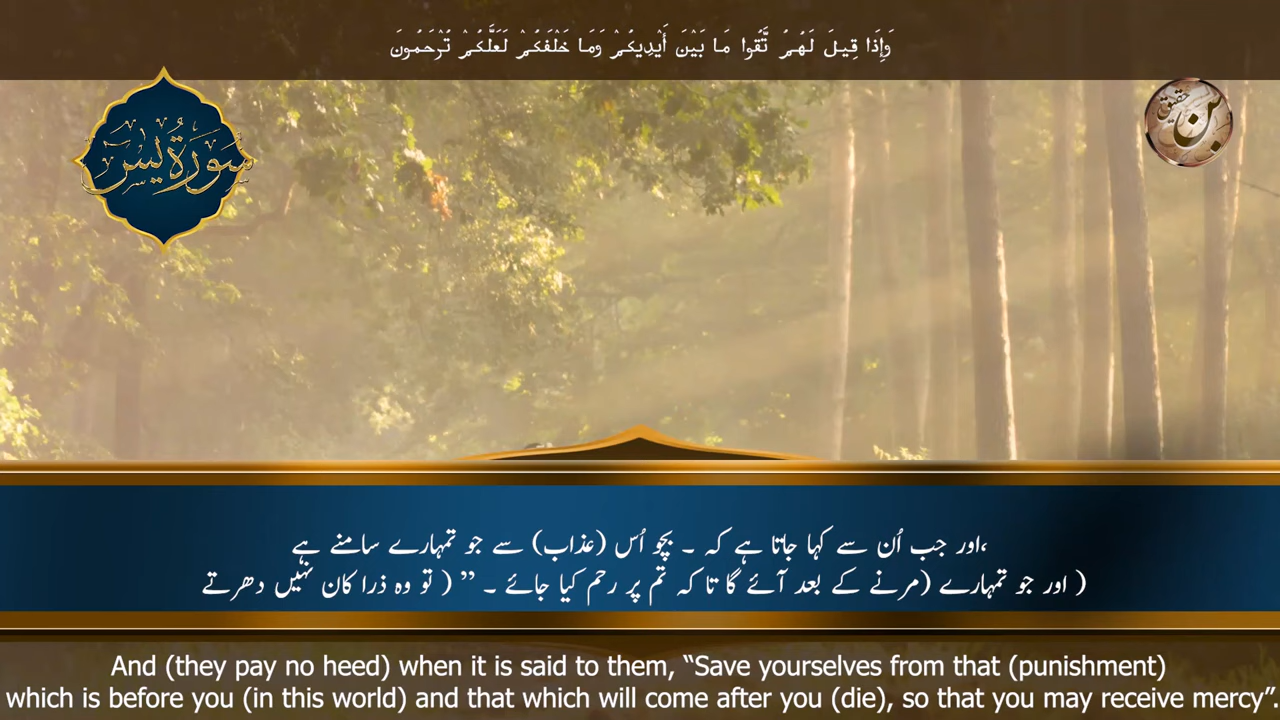 وَإِذَا قِيلَ لَهُمُ تَّقُوا مَا بَيْنَ أَيْدِيكُمْ وَمَا خَلْفَكُمْ لَعَلَّكُمْ تُرْحَمُونَ
سُورَةُ يس
بن حقيق
،اور جب اُن سے کہا جاتا ہے کہ ۔ بچو اُس (عذاب) سے جو تمہارے سامنے ہے
( اور جو تمہارے (مرنے کے بعد آئے گا تا کہ تم پر رحم کیا جائے ۔ ” ( تو وہ ذرا کان نہیں دھرتے
And (they pay no heed) when it is said to them, “Save yourselves from that (punishment)
which is before you (in this world) and that which will come after you (die), so that you may receive mercy”.